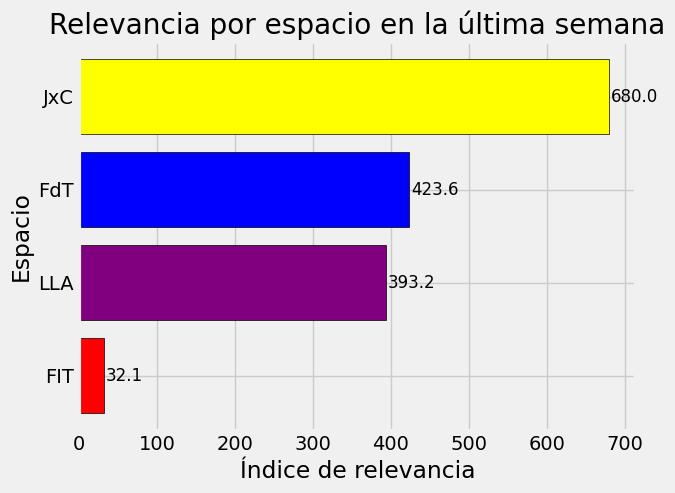 Relevancia por espacio en la última semana
Espacio
JxC
680.0
FdT
423.6
LLA
393.2
FIT
32.1
0 100 200 300 400 500 600 700
Índice de relevancia